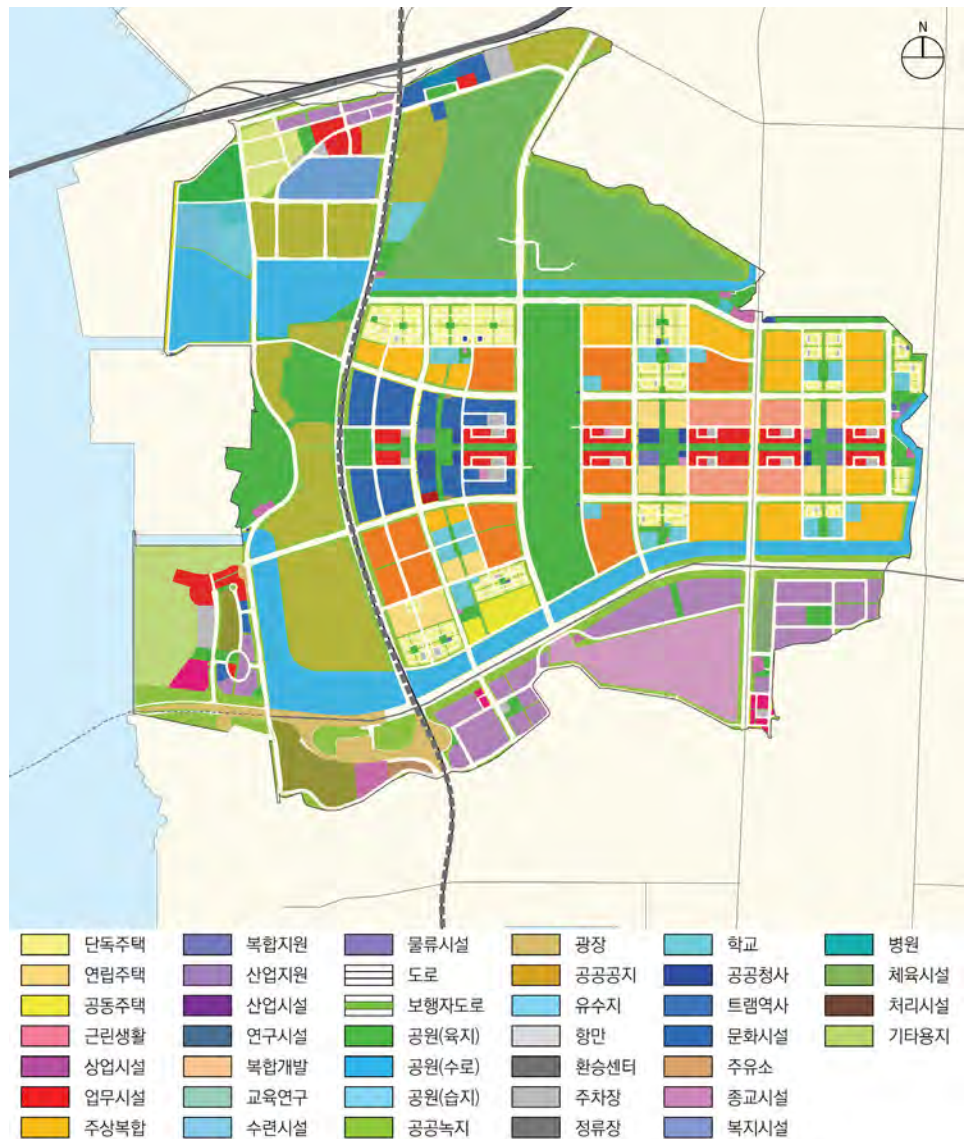 N
단독주택 복합지원 물류시설 광장 학교 병원
연립주택 산업지원 도로 공공공지 공공청사 체육시설
공동주택 산업시설 보행자도로 유수지 트램역사 처리시설
근린생활 연구시설 공원(육지) 항만 문화시설 기타용지
상업시설 복합개발 공원(수로) 환승센터 주유소
업무시설 교육연구 공원(습지) 주차장 종교시설
주상복합 수련시설 공공녹지 정류장 복지시설